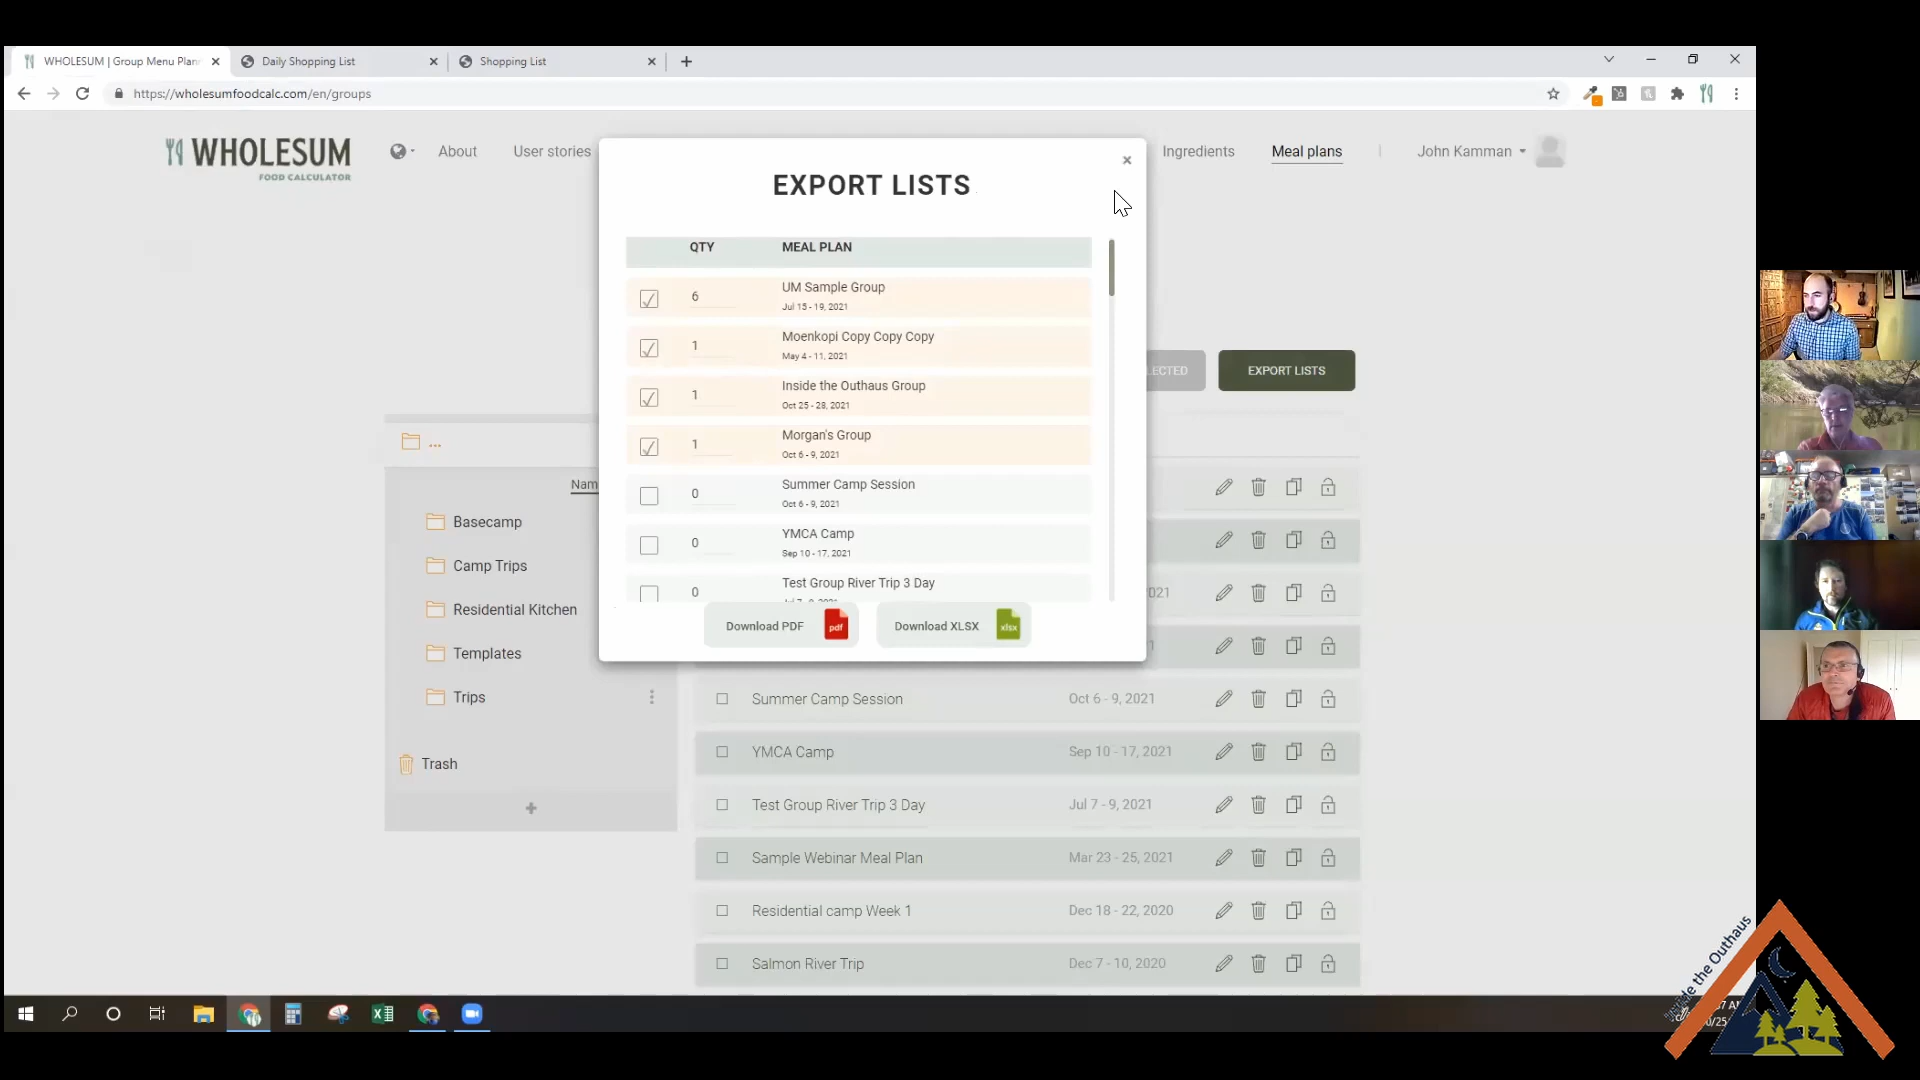 WHOLESUM | Group Menu Plan
Daily Shopping List
Shopping List
https://wholesumfoodcalc.com/en/groups
WHOLESUM
FOOD CALCULATOR
About
User stories
Ingredients
Meal plans
John Kamman
EXPORT LISTS
QTY MEAL PLAN
6 UM Sample Group
Jul 15 - 19, 2021
1 Moenkopi Copy Copy Copy
May 4 - 11, 2021
1 Inside the Outhaus Group
Oct 25 - 28, 2021
1 Morgan's Group
Oct 6 - 9, 2021
0 Summer Camp Session
Oct 6 - 9, 2021
0 YMCA Camp
Sep 10 - 17, 2021
0 Test Group River Trip 3 Day
Download PDF pdf
Download XLSX xlsx
LECTED
EXPORT LISTS
...
Nam
Basecamp
Camp Trips
Residential Kitchen
Templates
Trips
Trash
+
021
1
Summer Camp Session Oct 6 - 9, 2021
YMCA Camp Sep 10 - 17, 2021
Test Group River Trip 3 Day Jul 7 - 9, 2021
Sample Webinar Meal Plan Mar 23 - 25, 2021
Residential camp Week 1 Dec 18 - 22, 2020
Salmon River Trip Dec 7 - 10, 2020
Inside the Outhaus